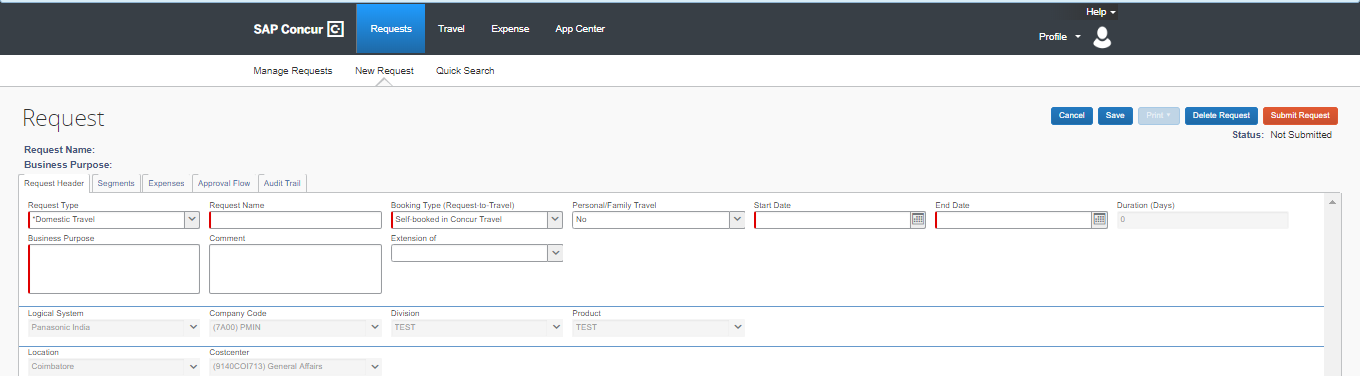 Help
SAP Concur Requests Travel Expense App Center
Profile
Manage Requests New Request Quick Search
Request
Cancel Save Print Delete Request Submit Request
Status: Not Submitted
Request Name:
Business Purpose:
Request Header Segments Expenses Approval Flow Audit Trail
Request Type Request Name Booking Type (Request-to-Travel) Personal/Family Travel Start Date End Date Duration (Days)
*Domestic Travel Self-booked in Concur Travel No 0
Business Purpose Comment Extension of
Logical System Company Code Division Product
Panasonic India (7A00) PMIN TEST TEST
Location Costcenter
Coimbatore (9140COI713) General Affairs